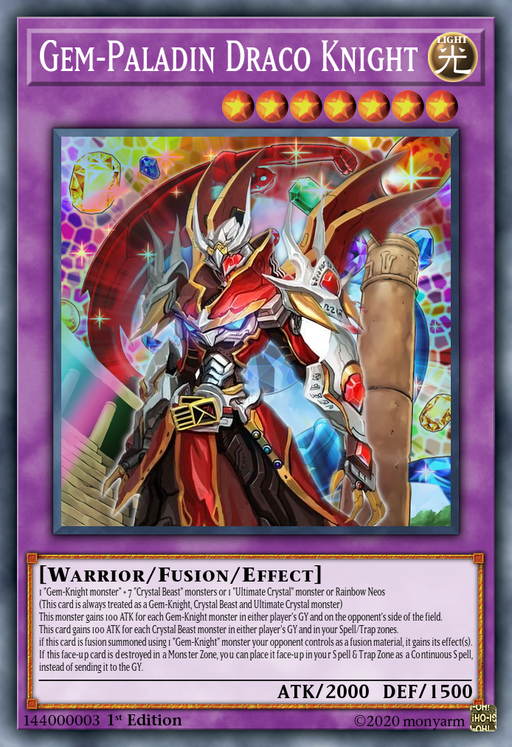 Gem-Paladin Draco Knight
LIGHT
光
[Warrior/Fusion/Effect]
1 "Gem-Knight monster" + 7 "Crystal Beast" monsters or 1 "Ultimate Crystal" monster or Rainbow Neos
(This card is always treated as a Gem-Knight, Crystal Beast and Ultimate Crystal monster)
This monster gains 100 ATK for each Gem-Knight monster in either player's GY and on the opponent's side of the field.
This card gains 100 ATK for each Crystal Beast monster in either player's GY and in your Spell/Trap zones.
if this card is fusion summoned using 1 "Gem-Knight" monster your opponent controls as a fusion material, it gains its effect(s).
If this face-up card is destroyed in a Monster Zone, you can place it face-up in your Spell & Trap Zone as a Continuous Spell,
instead of sending it to the GY.
ATK/2000 DEF/1500
144000003 1st Edition ©2020 monyarm